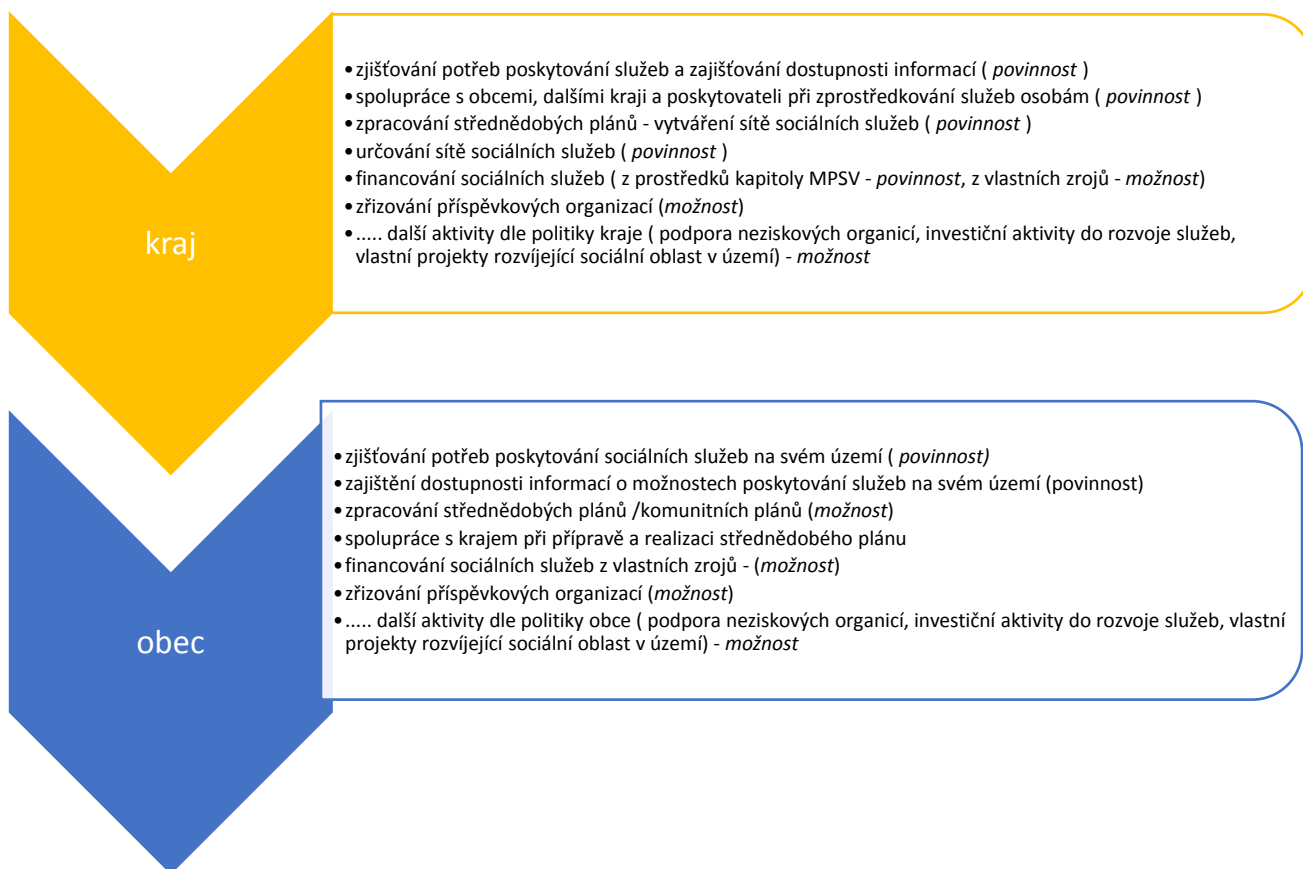 kraj
•zjišťování potřeb poskytování služeb a zajišťování dostupnosti informací ( povinnost )
•spolupráce s obcemi, dalšími kraji a poskytovateli při zprostředkování služeb osobám ( povinnost )
•zpracování střednědobých plánů - vytváření sítě sociálních služeb ( povinnost )
•určování sítě sociálních služeb ( povinnost )
•financování sociálních služeb ( z prostředků kapitoly MPSV - povinnost, z vlastních zrojů - možnost)
•zřizování příspěvkových organizací (možnost)
•..... další aktivity dle politiky kraje ( podpora neziskových organicí, investiční aktivity do rozvoje služeb,
vlastní projekty rozvíjející sociální oblast v území) - možnost
obec
•zjišťování potřeb poskytování sociálních služeb na svém území ( povinnost)
•zajištění dostupnosti informací o možnostech poskytování služeb na svém území (povinnost)
•zpracování střednědobých plánů /komunitních plánů (možnost)
•spolupráce s krajem při přípravě a realizaci střednědobého plánu
•financování sociálních služeb z vlastních zrojů - (možnost)
•zřizování příspěvkových organizací (možnost)
•..... další aktivity dle politiky obce ( podpora neziskových organicí, investiční aktivity do rozvoje služeb, vlastní
projekty rozvíjející sociální oblast v území) - možnost